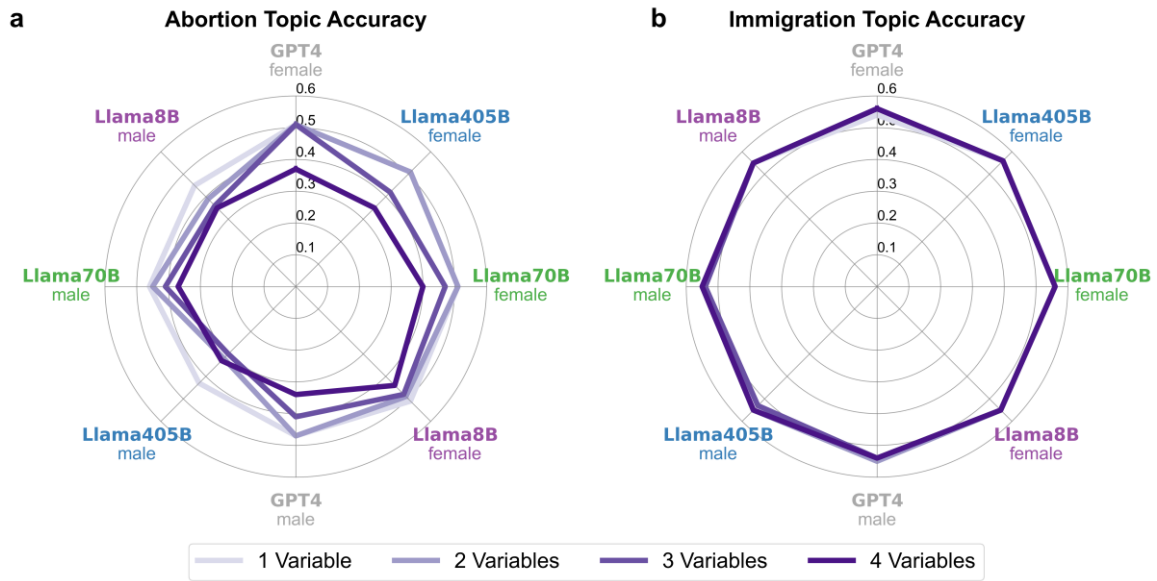 a
Abortion Topic Accuracy
GPT4
female
Llama405B
female
Llama70B
female
Llama8B
female
GPT4
male
Llama405B
male
Llama70B
male
Llama8B
male
0.6
0.5
0.4
0.3
0.2
0.1
b
Immigration Topic Accuracy
GPT4
female
Llama405B
female
Llama70B
female
Llama8B
female
GPT4
male
Llama405B
male
Llama70B
male
Llama8B
male
0.6
0.5
0.4
0.3
0.2
0.1
1 Variable
2 Variables
3 Variables
4 Variables